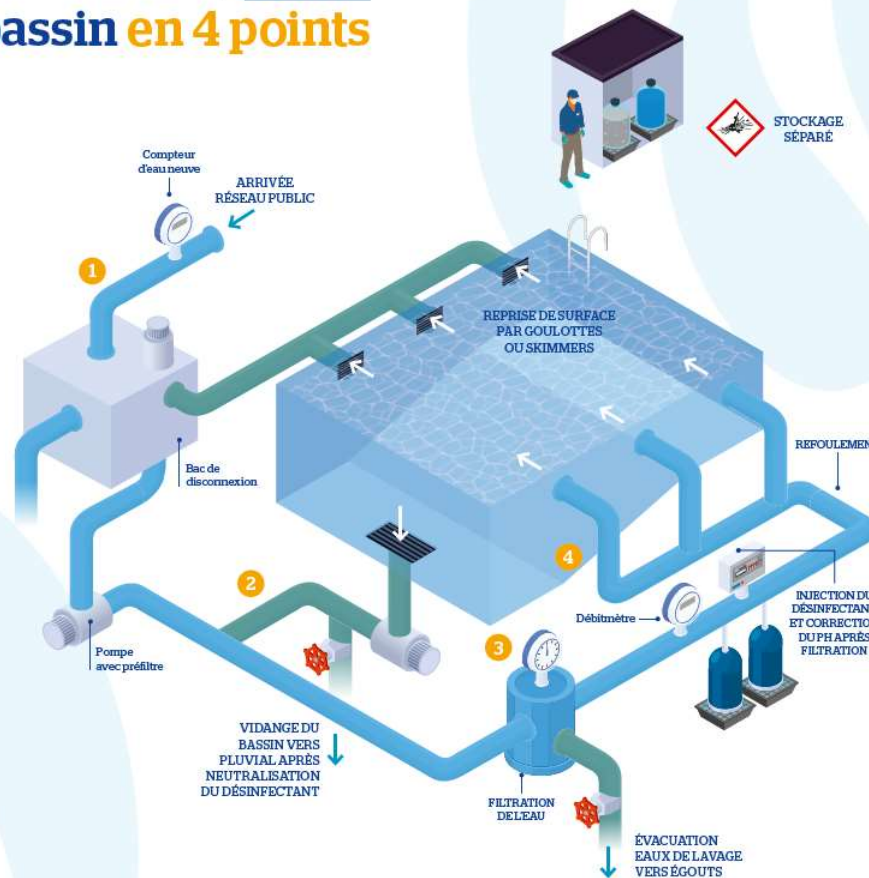 bassin en 4 points
STOCKAGE
SÉPARÉ
Compteur
d'eau neuve
ARRIVÉE
RÉSEAU PUBLIC
1
REPRISE DE SURFACE
PAR GOULOTTES
OU SKIMMERS
REFOULEMEN
Bac de
disconnexion
4
2
INJECTION DU
DÉSINFECTAN
ET CORRECTIO
DU PH APRÈS
FILTRATION
Débitmètre
3
Pompe
avec préfiltre
VIDANGE DU
BASSIN VERS
PLUVIAL APRÈS
NEUTRALISATION
DU DÉSINFECTANT
FILTRATION
DE L'EAU
ÉVACUATION
EAUX DE LAVAGE
VERS ÉGOUTS